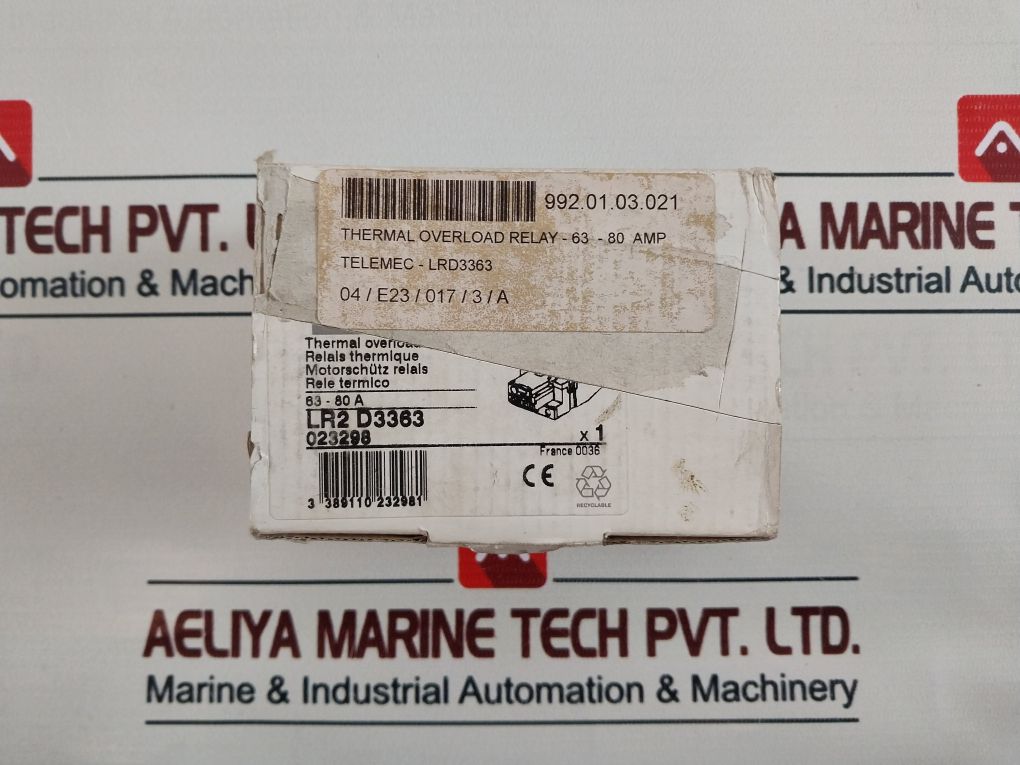 992.01.03.021
THERMAL OVERLOAD RELAY - 63 - 80 AMP
TELEMEC - LRD3363
04 / E23 / 017 / 3 / A
TECH PVT.
A MARINE
omation & Mach
& Industrial Auto
Thermal overload
Relais thermique
Motorschütz relais
Rele termico
63 - 80 A
LR2 D3363
023298
x 1
France 0036
CE
RECYCLABLE
3 389110 232981
AELIYA MARINE TECH PVT. LTD.
Marine & Industrial Automation & Machinery